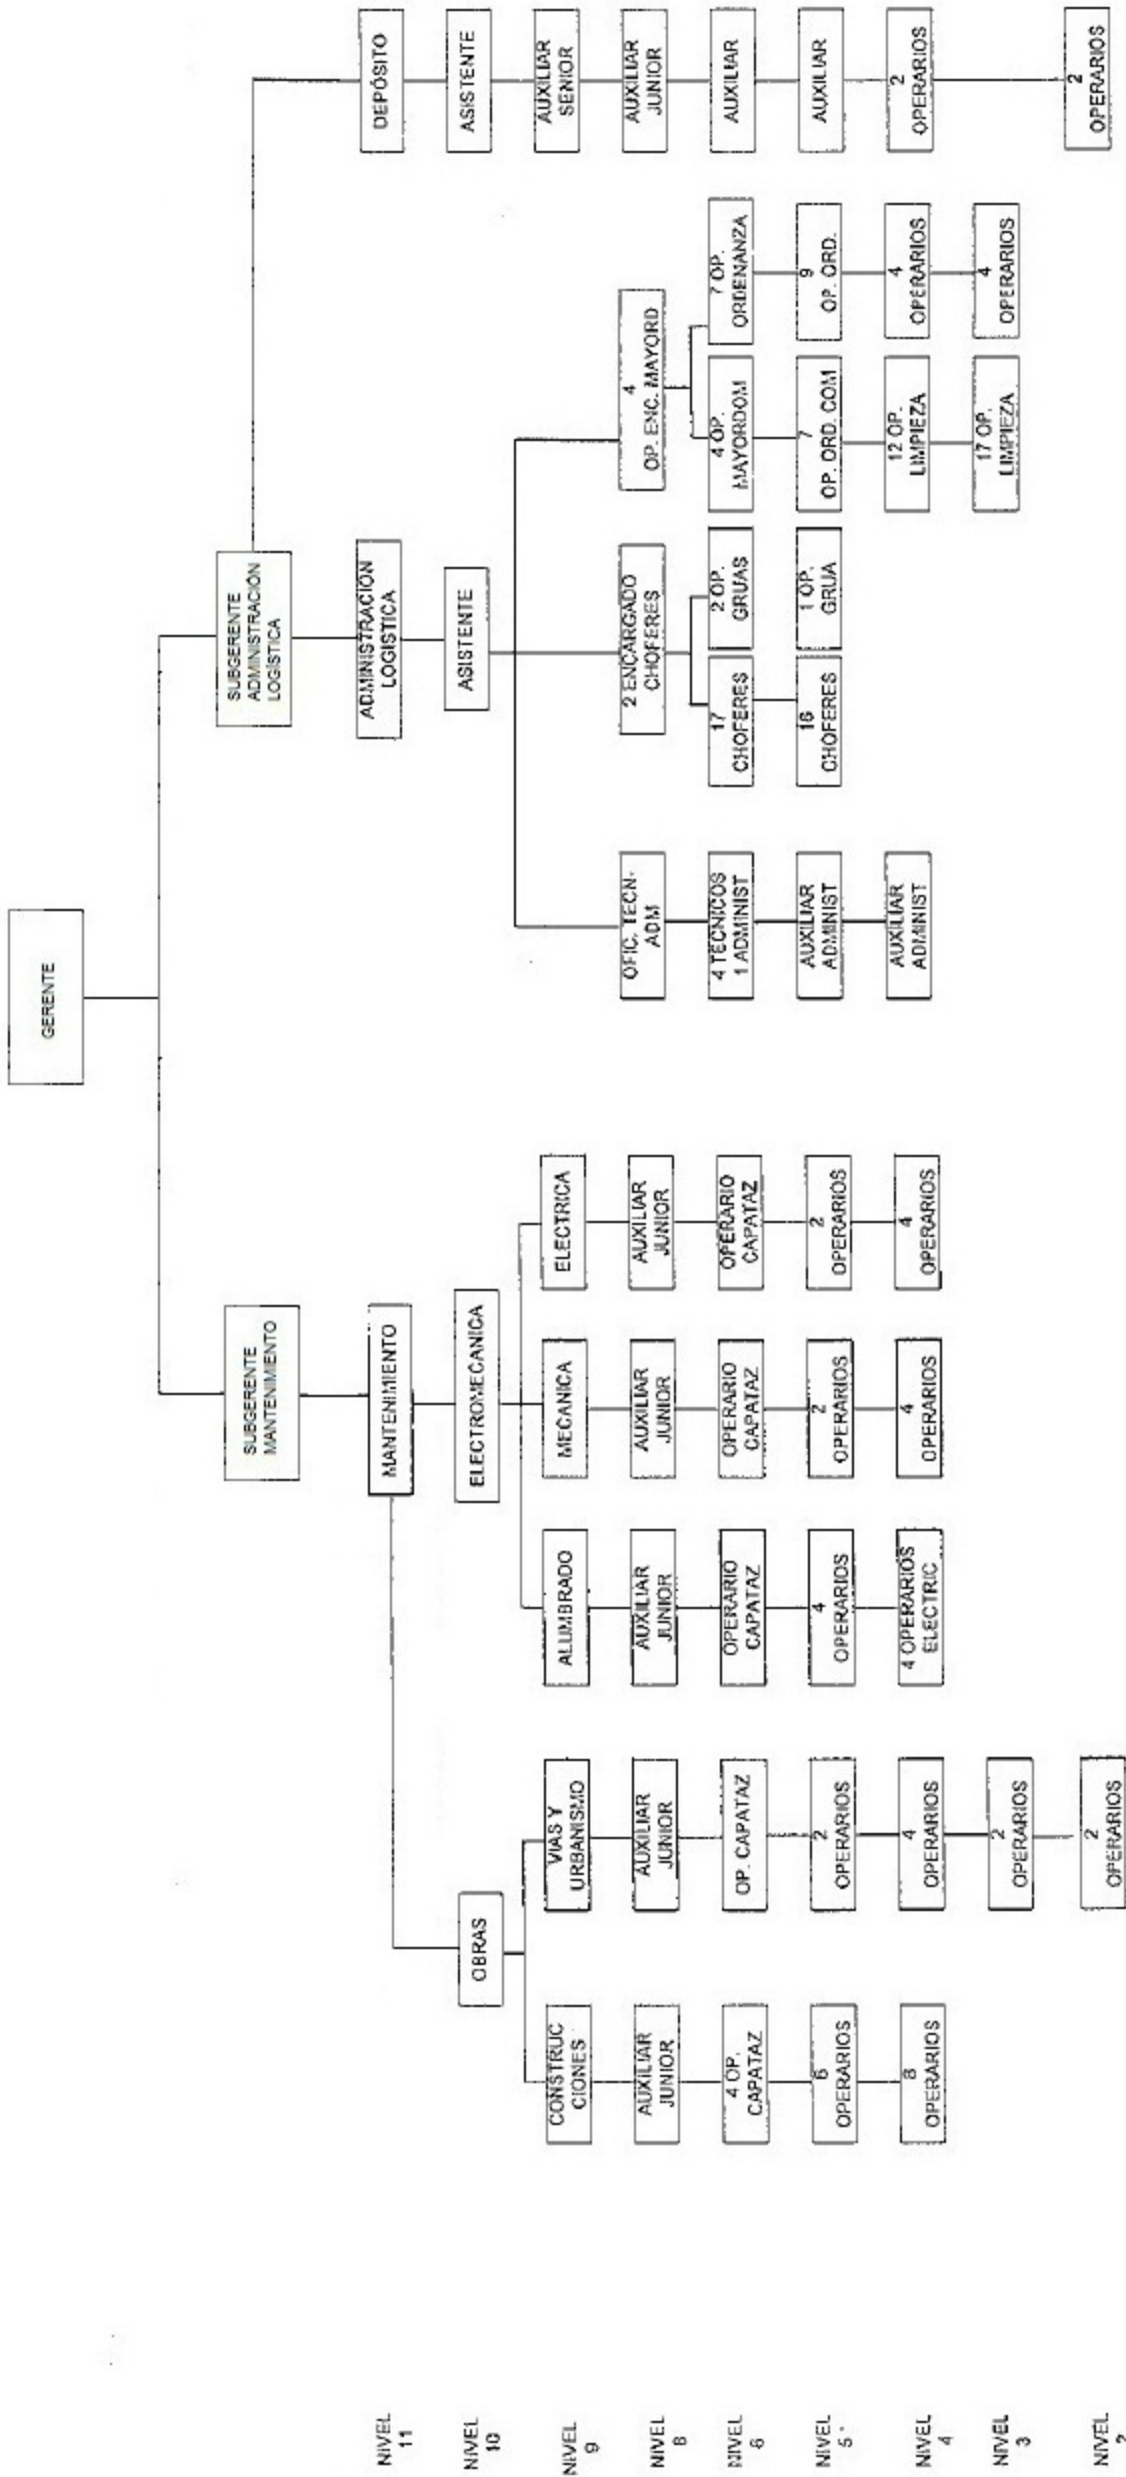 GERENTE
SUBGERENTE
MANTENIMIENTO
SUBGERENTE
ADMINISTRACIÓN
LOGÍSTICA
NIVEL
11
MANTENIMIENTO
ADMINISTRACION
LOGISTICA
DEPÓSITO
NIVEL
10
OBRAS
ELECTROMECANICA
ASISTENTE
ASISTENTE
NIVEL
9
CONSTRUC
CIONES
VIAS Y
URBANISMO
ALUMBRADO
MECANICA
ELECTRICA
AUXILIAR
SENIOR
NIVEL
8
AUXILIAR
JUNIOR
AUXILIAR
JUNIOR
AUXILIAR
JUNIOR
AUXILIAR
JUNIOR
AUXILIAR
JUNIOR
OFIC. TECN-
ADM
2 ENCARGADO
CHOFERES
4
OP. ENC. MAYORD
AUXILIAR
JUNIOR
NIVEL
6
4 OP.
CAPATAZ
OP. CAPATAZ
OPERARIO
CAPATAZ
OPERARIO
CAPATAZ
OPERARIO
CAPATAZ
4 TECNICOS
1 ADMINIST
17
CHOFERES
2 OP.
GRUAS
4 OP.
MAYORDOM
7 OP.
ORDENANZA
AUXILIAR
NIVEL
5
6
OPERARIOS
2
OPERARIOS
4
OPERARIOS
2
OPERARIOS
2
OPERARIOS
AUXILIAR
ADMINIST
16
CHOFERES
1 OP.
GRUA
7
OP. ORD. COM
9
OP. ORD.
AUXILIAR
NIVEL
4
8
OPERARIOS
4
OPERARIOS
4 OPERARIOS
ELECTRIC
4
OPERARIOS
4
OPERARIOS
AUXILIAR
ADMINIST
12 OP.
LIMPIEZA
4
OPERARIOS
2
OPERARIOS
NIVEL
3
2
OPERARIOS
17 OP.
LIMPIEZA
4
OPERARIOS
NIVEL
2
2
OPERARIOS
2
OPERARIOS